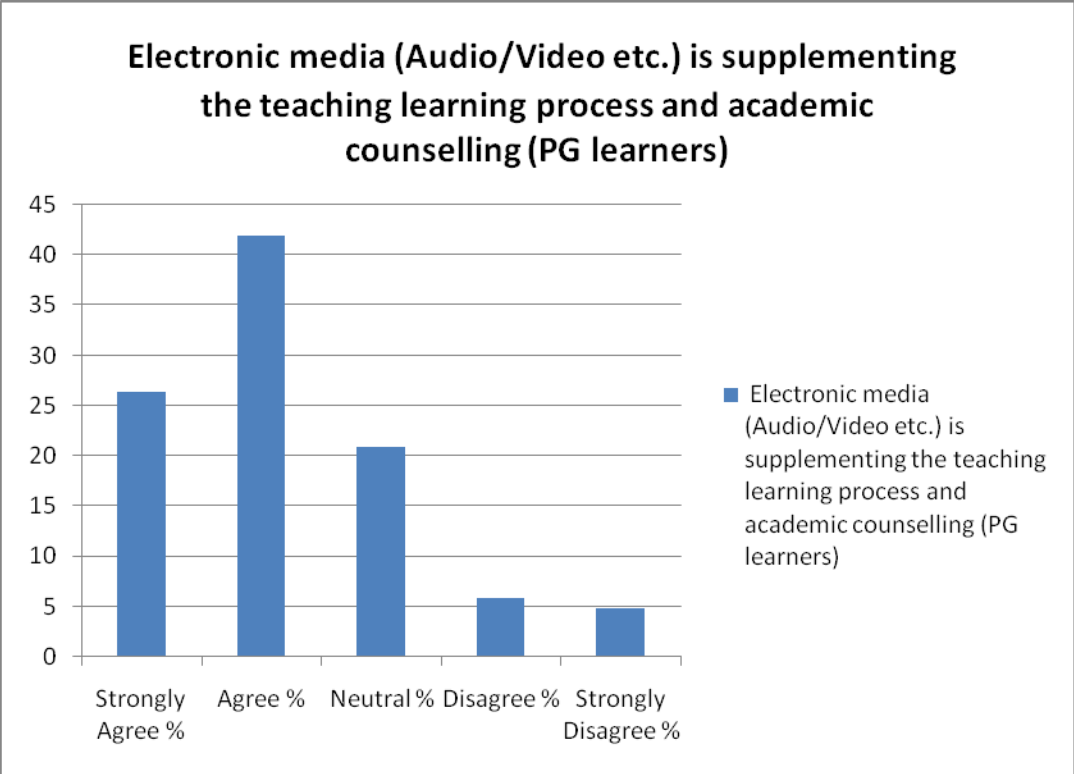 Electronic media (Audio/Video etc.) is supplementing
the teaching learning process and academic
counselling (PG learners)
45
40
35
30
25
20
15
10
5
0
Strongly
Agree %
Agree %
Neutral %
Disagree %
Strongly
Disagree %
Electronic media
(Audio/Video etc.) is
supplementing the teaching
learning process and
academic counselling (PG
learners)